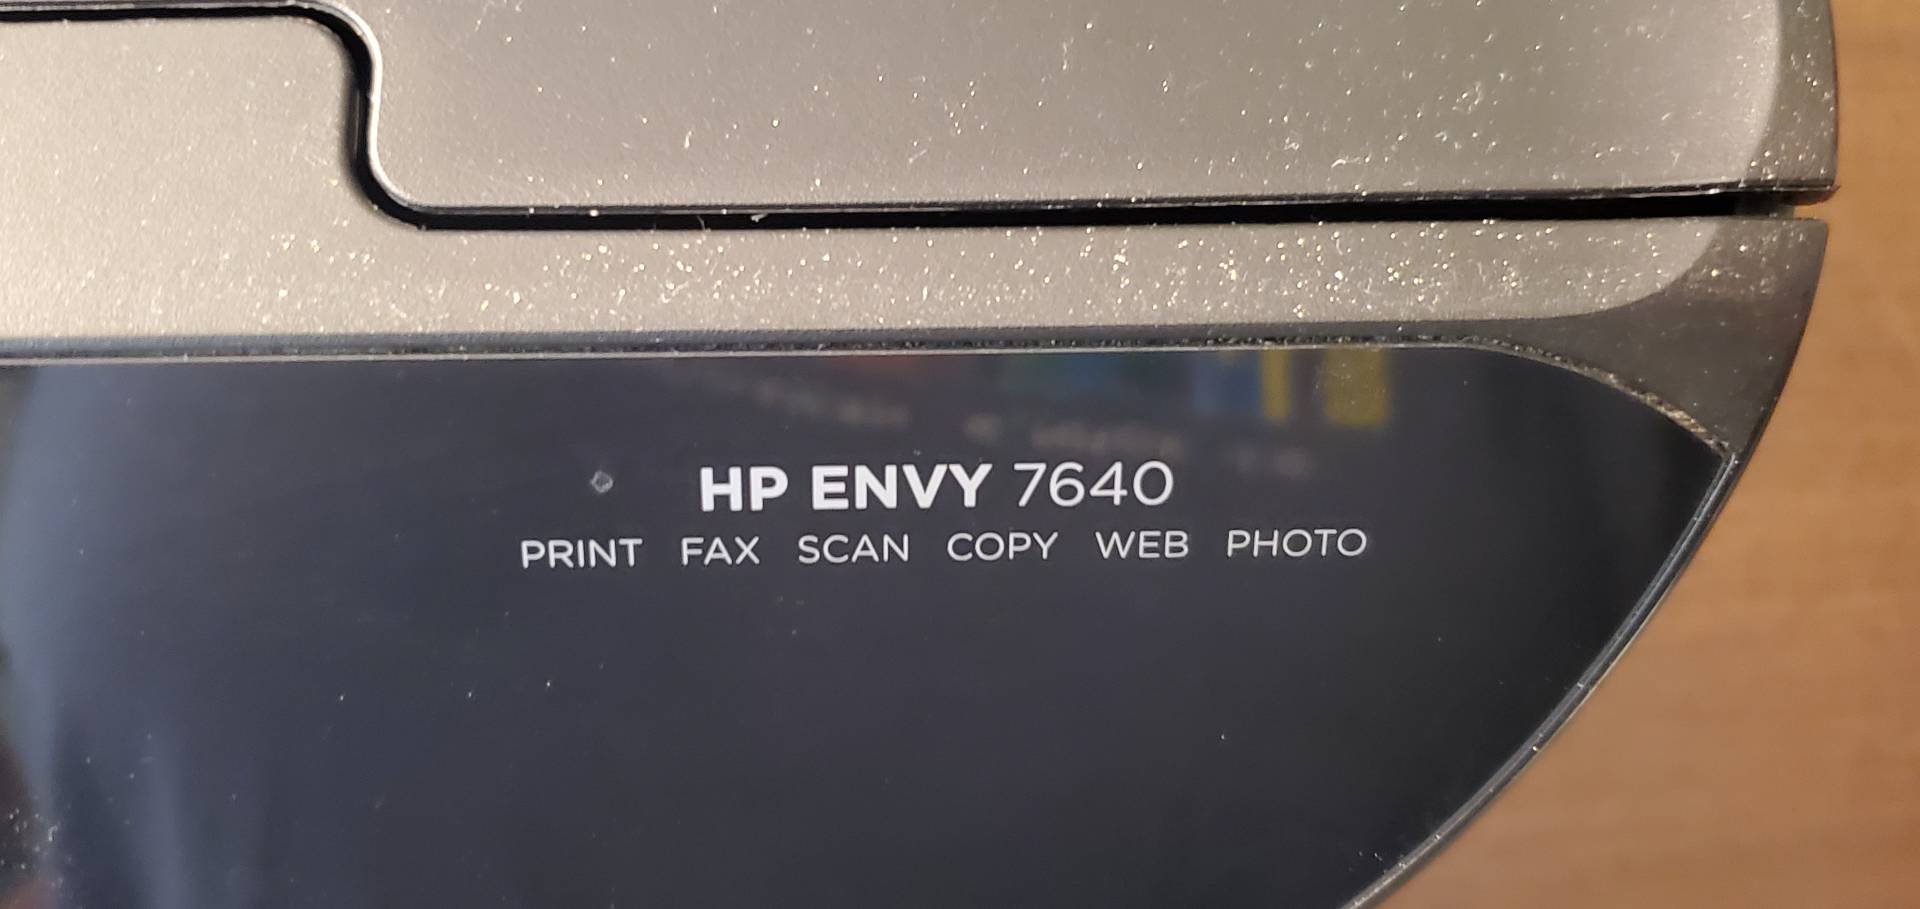 HP ENVY 7640
PRINT FAX SCAN COPY WEB PHOTO